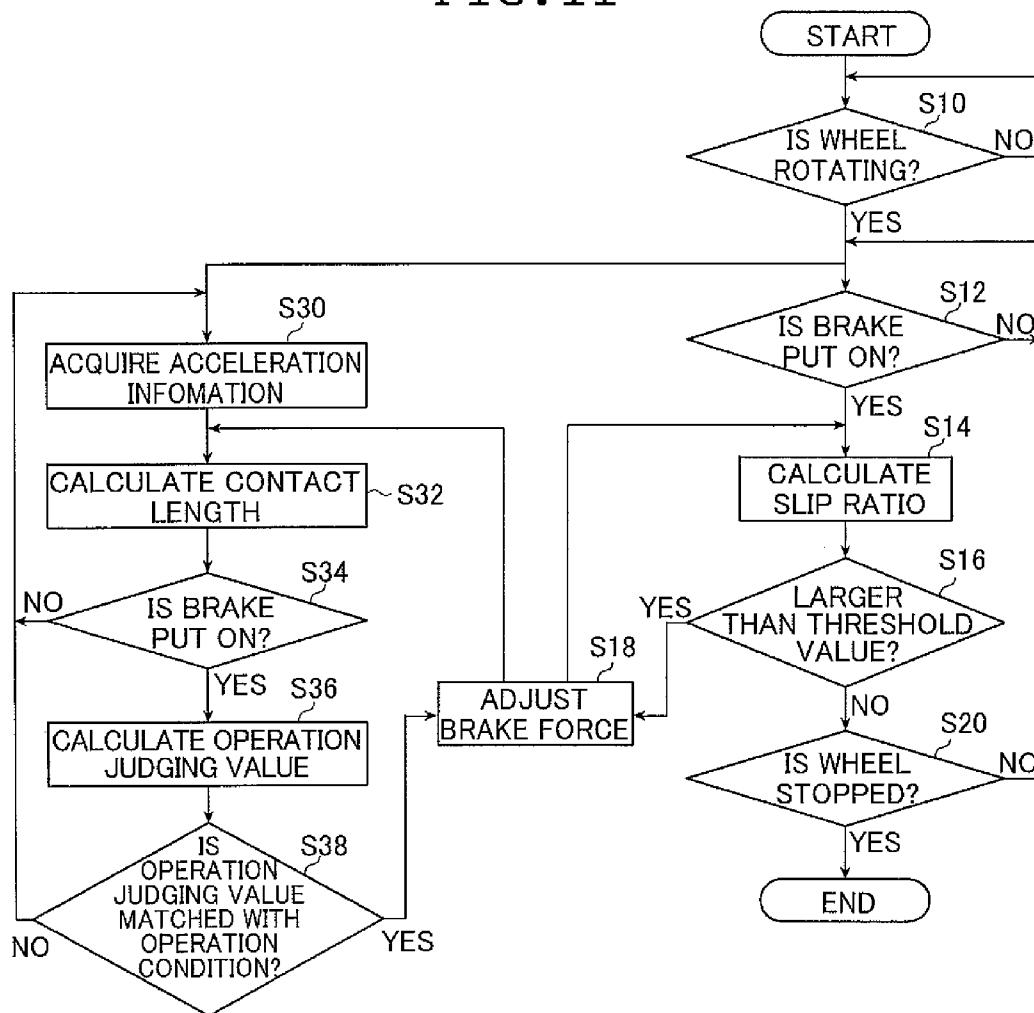 START
S10
IS WHEEL
ROTATING?
NO
YES
S12
IS BRAKE
PUT ON?
NO
YES
S14
CALCULATE
SLIP RATIO
S16
LARGER
THAN THRESHOLD
VALUE?
YES
NO
S18
ADJUST
BRAKE FORCE
S20
IS WHEEL
STOPPED?
NO
YES
END
S30
ACQUIRE ACCELERATION
INFOMATION
CALCULATE CONTACT
LENGTH
S32
S34
IS BRAKE
PUT ON?
NO
YES
S36
CALCULATE OPERATION
JUDGING VALUE
S38
IS
OPERATION
JUDGING VALUE
MATCHED WITH
OPERATION
CONDITION?
NO
YES